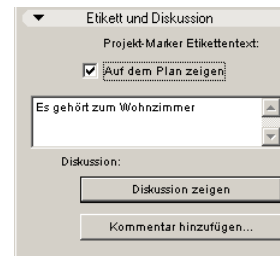 Etikett und Diskussion
Projekt-Marker Etikettentext:
Auf dem Plan zeigen
Es gehört zum Wohnzimmer
Diskussion:
Diskussion zeigen
Kommentar hinzufügen...